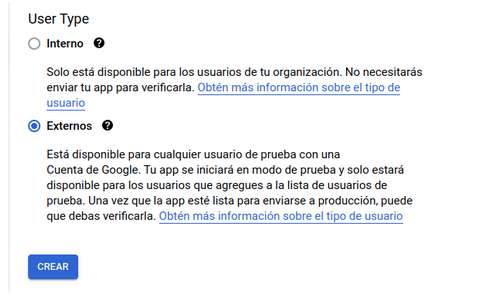 User Type
Interno
Solo está disponible para los usuarios de tu organización. No necesitarás
enviar tu app para verificarla. Obtén más información sobre el tipo de
usuario
Externos
Está disponible para cualquier usuario de prueba con una
Cuenta de Google. Tu app se iniciará en modo de prueba y solo estará
disponible para los usuarios que agregues a la lista de usuarios de
prueba. Una vez que la app esté lista para enviarse a producción, puede
que debas verificarla. Obtén más información sobre el tipo de usuario
CREAR